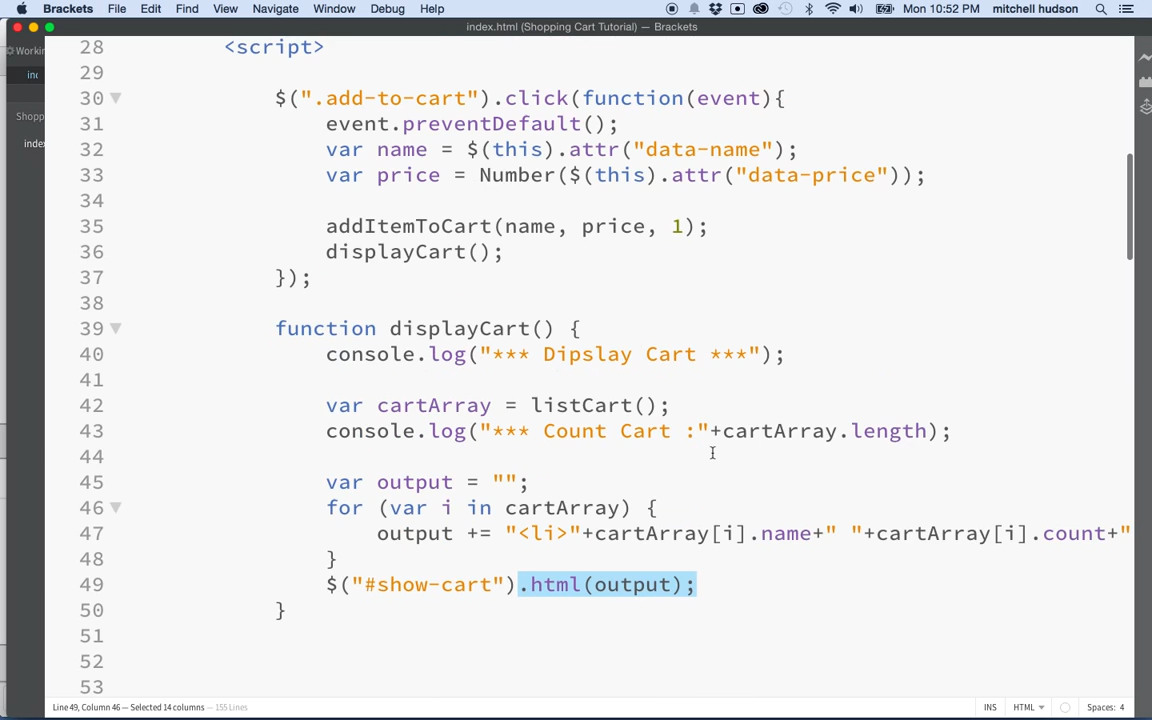 Brackets File Edit Find View Navigate Window Debug Help Mon 10:52 PM mitchell hudson
index.html (Shopping Cart Tutorial) — Brackets
Workin
inc
Shopp
index
28 <script>
29
30 $(".add-to-cart").click(function(event){
31 event.preventDefault();
32 var name = $(this).attr("data-name");
33 var price = Number($(this).attr("data-price"));
34
35 addItemToCart(name, price, 1);
36 displayCart();
37 });
38
39 function displayCart() {
40 console.log("*** Dipslay Cart ***");
41
42 var cartArray = listCart();
43 console.log("*** Count Cart :"+cartArray.length);
44
45 var output = "";
46 for (var i in cartArray) {
47 output += "<li>"+cartArray[i].name+" "+cartArray[i].count+"
48 }
49 $("#show-cart").html(output);
50 }
51
52
53
Line 49, Column 46 — Selected 14 columns — 155 Lines INS HTML Spaces: 4